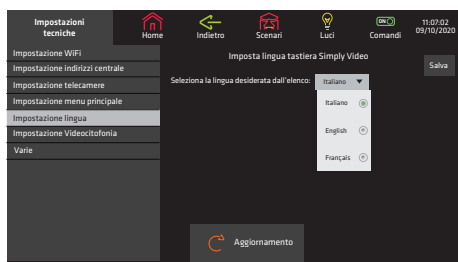 Impostazioni
tecniche
Home
Indietro
Scenari
Luci
ON
Comandi
11:07:02
09/10/2020
Impostazione WiFi
Impostazione indirizzi centrale
Impostazione telecamere
Impostazione menu principale
Impostazione lingua
Impostazione Videocitofonia
Varie
Imposta lingua tastiera Simply Video
Salva
Seleziona la lingua desiderata dall'elenco:
Italiano
Italiano
English
Français
Aggiornamento